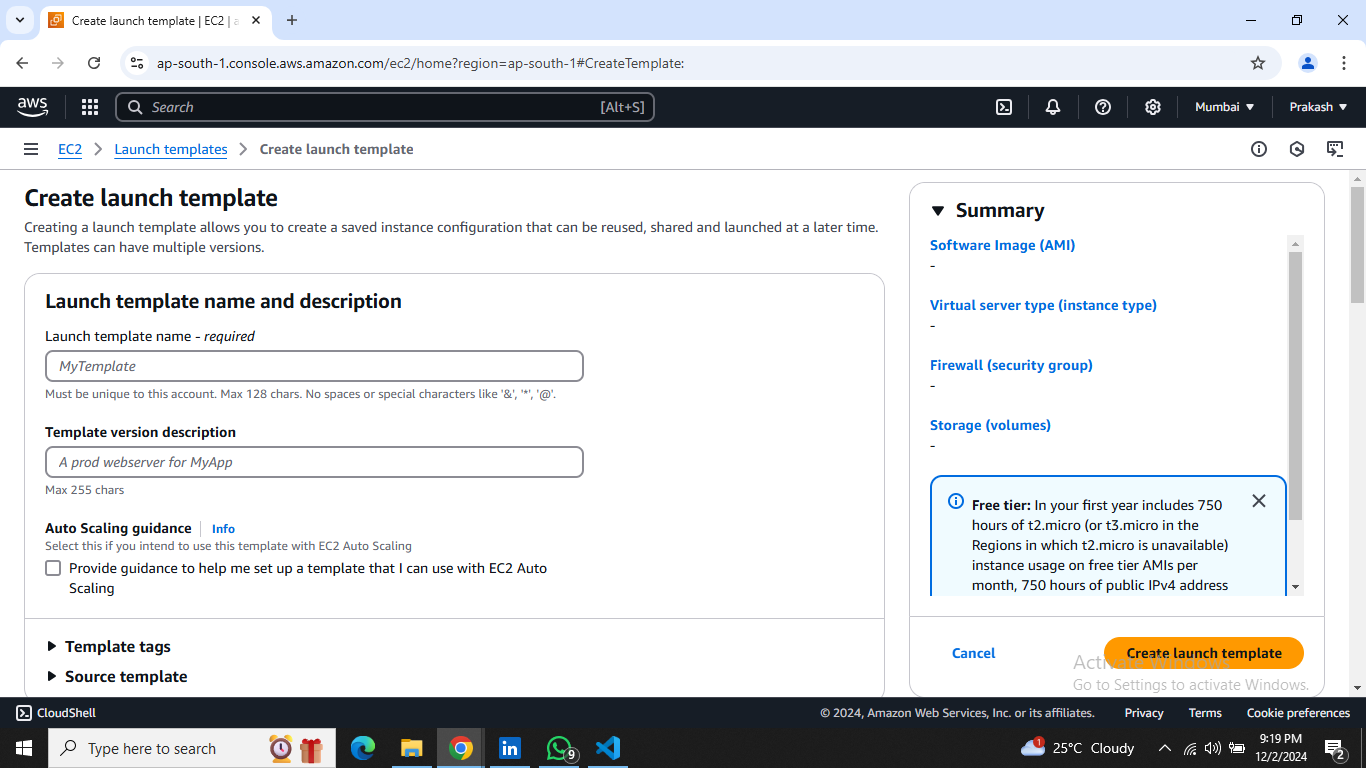 Create launch template | EC2 | a
ap-south-1.console.aws.amazon.com/ec2/home?region=ap-south-1#CreateTemplate:
aws
Search
[Alt+S]
Mumbai
Prakash
EC2
Launch templates
Create launch template
Create launch template
Creating a launch template allows you to create a saved instance configuration that can be reused, shared and launched at a later time.
Templates can have multiple versions.
Launch template name and description
Launch template name - required
MyTemplate
Must be unique to this account. Max 128 chars. No spaces or special characters like '&', '*', '@'.
Template version description
A prod webserver for MyApp
Max 255 chars
Auto Scaling guidance
Info
Select this if you intend to use this template with EC2 Auto Scaling
Provide guidance to help me set up a template that I can use with EC2 Auto
Scaling
Template tags
Source template
Summary
Software Image (AMI)
-
Virtual server type (instance type)
-
Firewall (security group)
-
Storage (volumes)
-
Free tier: In your first year includes 750
hours of t2.micro (or t3.micro in the
Regions in which t2.micro is unavailable)
instance usage on free tier AMIs per
month, 750 hours of public IPv4 address
Cancel
Create launch template
Activate Windows
Go to Settings to activate Windows.
CloudShell
© 2024, Amazon Web Services, Inc. or its affiliates.
Privacy
Terms
Cookie preferences
Type here to search
in
9
1
25°C Cloudy
9:19 PM
12/2/2024
2